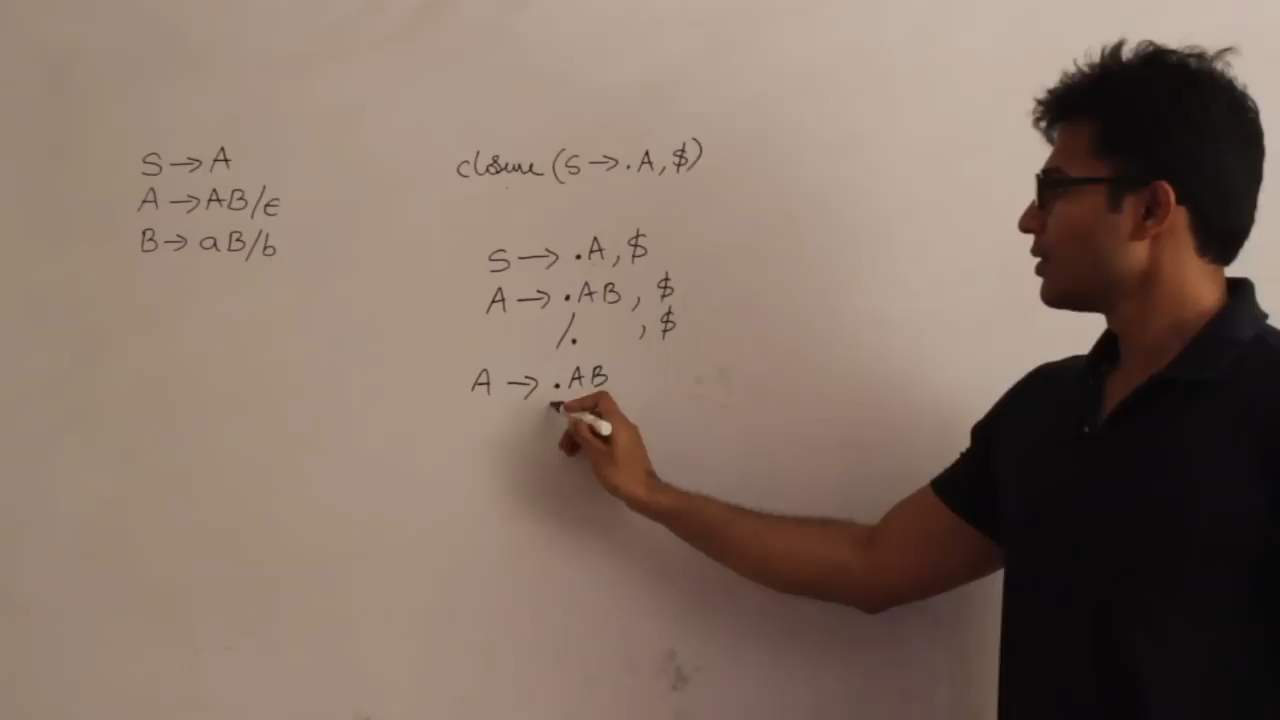 S → A
A → AB/ϵ
B → aB/b
closure (S → .A, $)
S → .A, $
A → .AB, $
/. , $
A → .AB